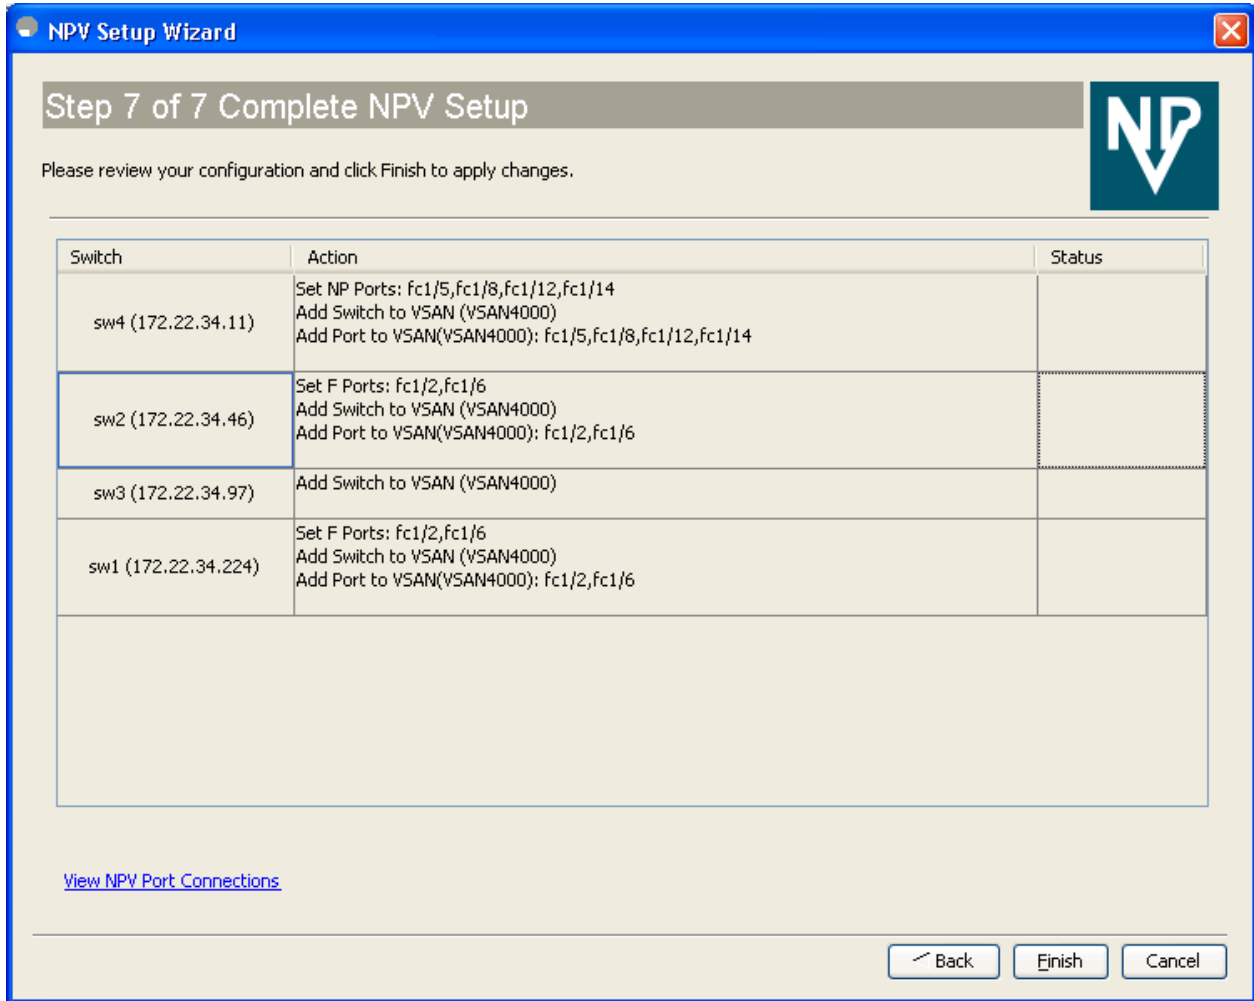 NPV Setup Wizard
Step 7 of 7 Complete NPV Setup
NPV
Please review your configuration and click Finish to apply changes.
Switch Action Status
sw4 (172.22.34.11)
Set NP Ports: fc1/5,fc1/8,fc1/12,fc1/14
Add Switch to VSAN (VSAN4000)
Add Port to VSAN(VSAN4000): fc1/5,fc1/8,fc1/12,fc1/14
sw2 (172.22.34.46)
Set F Ports: fc1/2,fc1/6
Add Switch to VSAN (VSAN4000)
Add Port to VSAN(VSAN4000): fc1/2,fc1/6
sw3 (172.22.34.97)
Add Switch to VSAN (VSAN4000)
sw1 (172.22.34.224)
Set F Ports: fc1/2,fc1/6
Add Switch to VSAN (VSAN4000)
Add Port to VSAN(VSAN4000): fc1/2,fc1/6
View NPV Port Connections
Back Finish Cancel